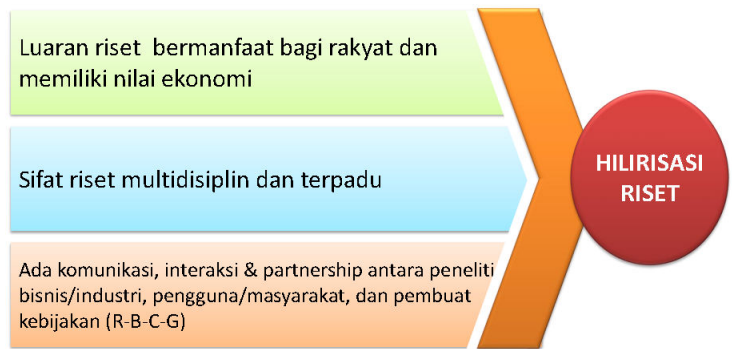 Luaran riset bermanfaat bagi rakyat dan
memiliki nilai ekonomi
Sifat riset multidisiplin dan terpadu
Ada komunikasi, interaksi & partnership antara peneliti
bisnis/industri, pengguna/masyarakat, dan pembuat
kebijakan (R-B-C-G)
HILIRISASI
RISET